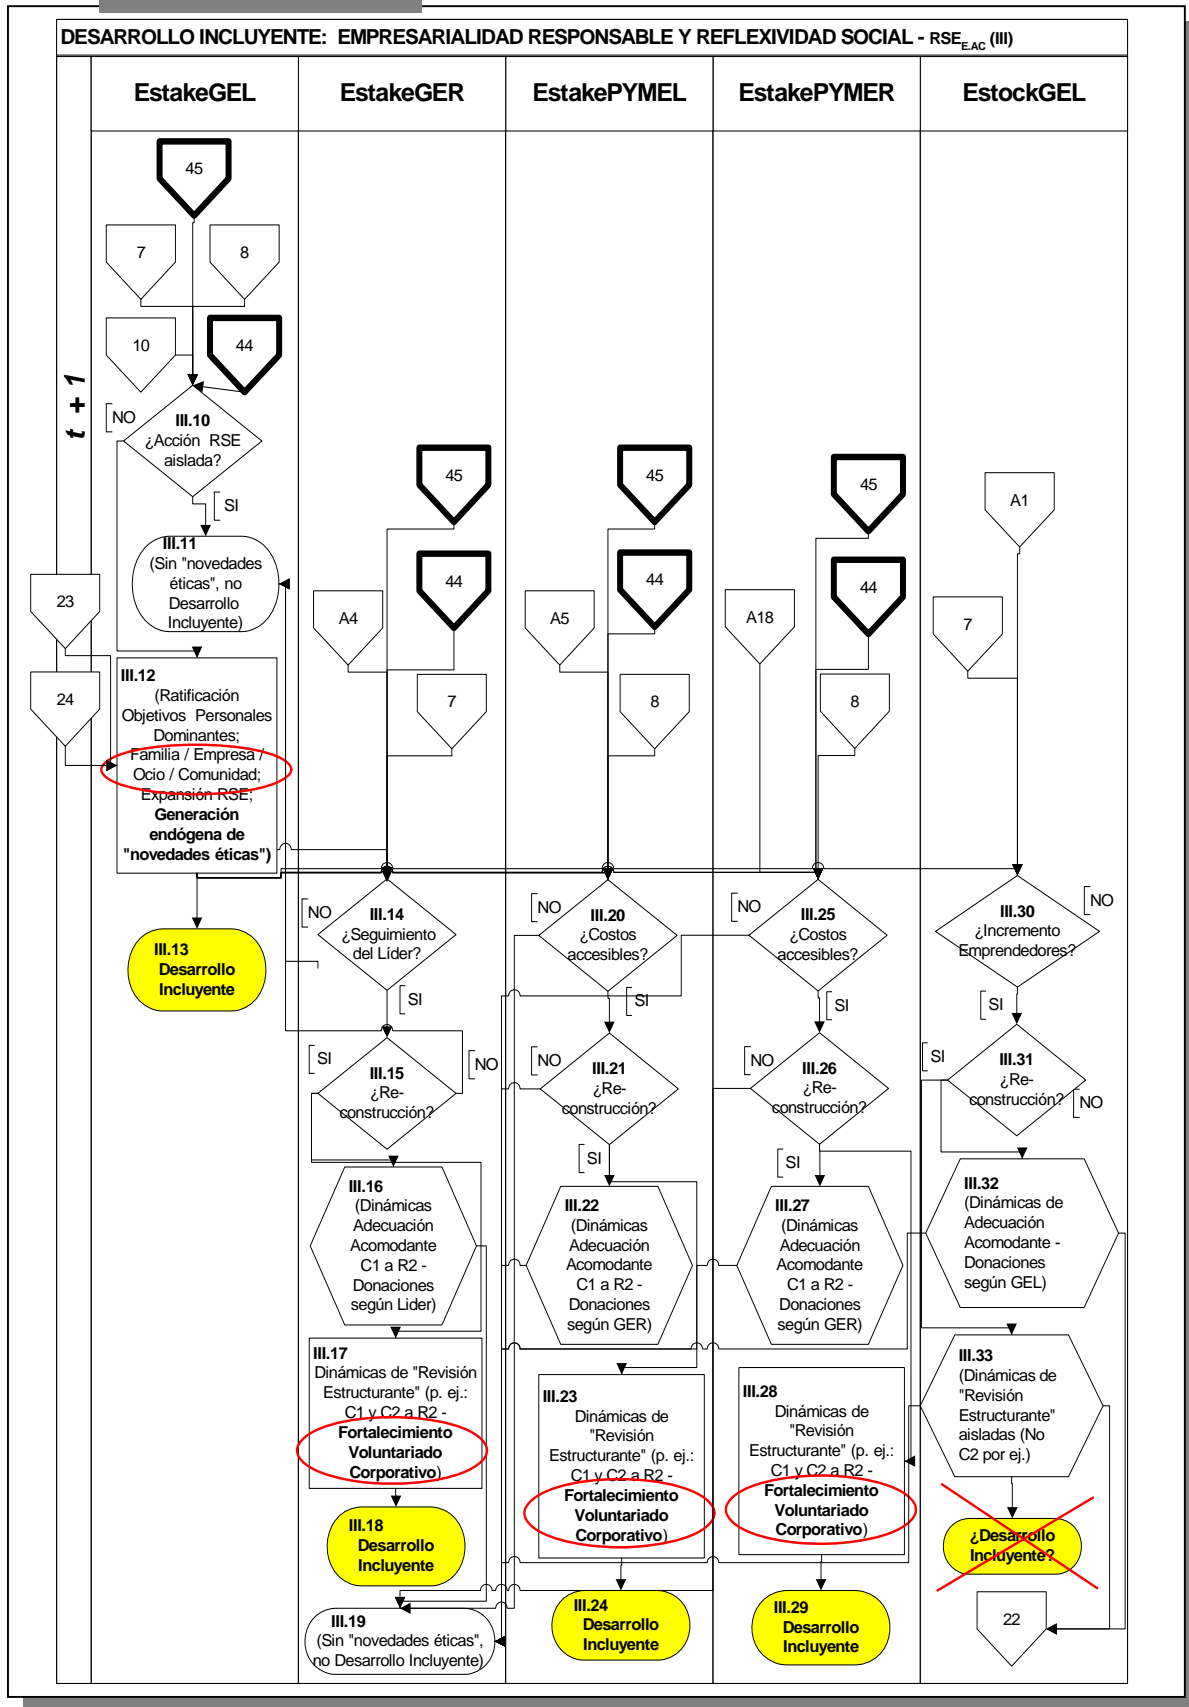 DESARROLLO INCLUYENTE: EMPRESARIALIDAD RESPONSABLE Y REFLEXIVIDAD SOCIAL - RSE E.AC (III)
EstakeGEL
EstakeGER
EstakePYMEL
EstakePYMER
EstockGEL
t + 1
45
7
8
10
44
NO
III.10
¿Acción RSE
aislada?
SI
III.11
(Sin "novedades
éticas", no
Desarrollo
Incluyente)
23
24
III.12
(Ratificación
Objetivos Personales
Dominantes;
Familia / Empresa /
Ocio / Comunidad;
Expansión RSE;
Generación
endógena de
"novedades éticas")
III.13
Desarrollo
Incluyente
45
44
A4
7
NO
III.14
¿Seguimiento
del Líder?
SI
SI
III.15
¿Re-
construcción?
NO
III.16
(Dinámicas
Adecuación
Acomodante
C1 a R2 -
Donaciones
según Lider)
III.17
Dinámicas de "Revisión
Estructurante" (p. ej.:
C1 y C2 a R2 -
Fortalecimiento
Voluntariado
Corporativo)
III.18
Desarrollo
Incluyente
III.19
(Sin "novedades éticas",
no Desarrollo Incluyente)
45
44
A5
8
NO
III.20
¿Costos
accesibles?
SI
NO
III.21
¿Re-
construcción?
SI
III.22
(Dinámicas
Adecuación
Acomodante
C1 a R2 -
Donaciones
según GER)
III.23
Dinámicas de
"Revisión
Estructurante" (p. ej.:
C1 y C2 a R2 -
Fortalecimiento
Voluntariado
Corporativo)
III.24
Desarrollo
Incluyente
45
44
A18
8
NO
III.25
¿Costos
accesibles?
SI
NO
III.26
¿Re-
construcción?
SI
III.27
(Dinámicas
Adecuación
Acomodante
C1 a R2 -
Donaciones
según GER)
III.28
Dinámicas de
"Revisión
Estructurante" (p. ej.:
C1 y C2 a R2 -
Fortalecimiento
Voluntariado
Corporativo)
III.29
Desarrollo
Incluyente
A1
7
NO
III.30
¿Incremento
Emprendedores?
SI
SI
III.31
¿Re-
construcción?
NO
III.32
(Dinámicas de
Adecuación
Acomodante -
Donaciones
según GEL)
III.33
(Dinámicas de
"Revisión
Estructurante"
aisladas (No
C2 por ej.)
¿Desarrollo
Incluyente?
22